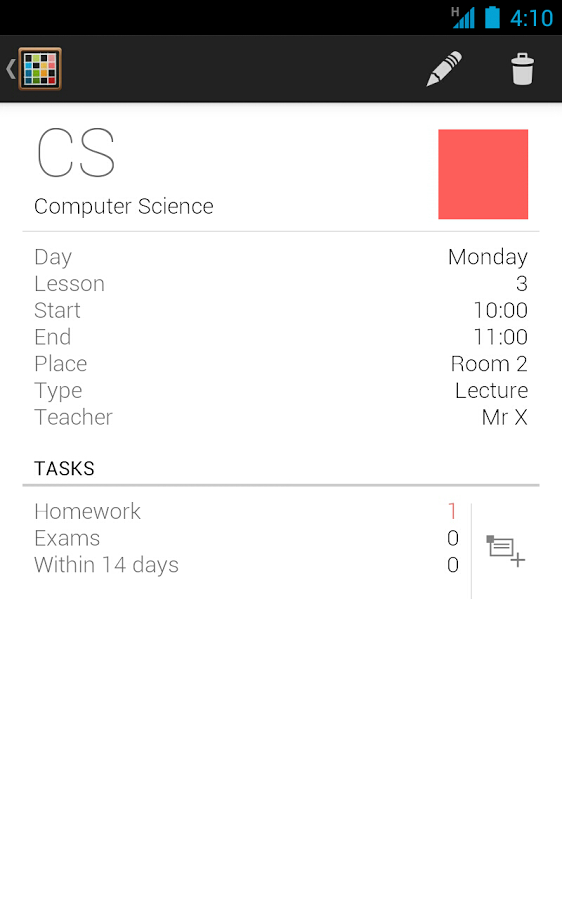 H 4:10
CS
Computer Science
Day Monday
Lesson 3
Start 10:00
End 11:00
Place Room 2
Type Lecture
Teacher Mr X
TASKS
Homework 1
Exams 0
Within 14 days 0